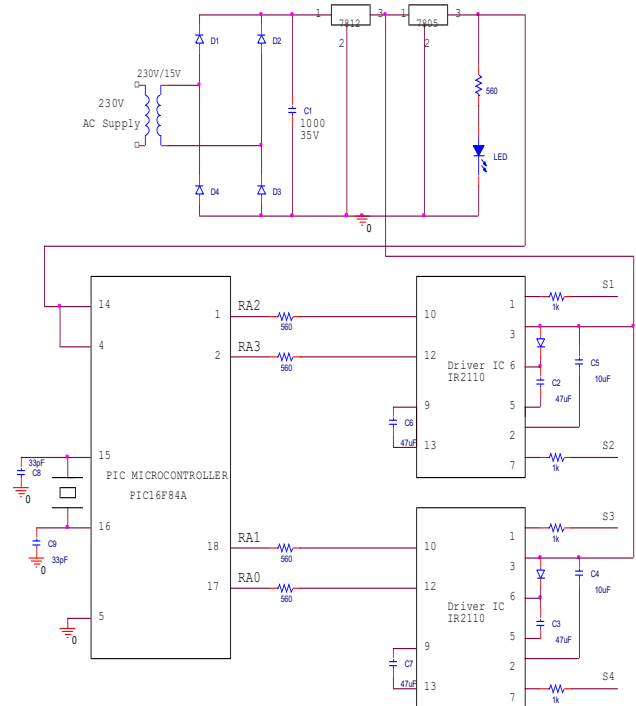 1 7812 3 1 7805 3
D1 D2
2 2
230V/15V
560
230V
C1
1000
35V
AC Supply
LED
D4 D3
0
14
1 RA2
560
10
1
1k
S1
3
4
2 RA3
560
12
Driver IC
IR2110
6
C5
10uF
C2
47uF
9
5
C6
47uF
13
2
7
1k
S2
15
33pF
C8
0
PIC MICROCONTROLLER
PIC16F84A
16
C9
33pF
0
18 RA1
560
10
1
1k
S3
3
17 RA0
560
12
Driver IC
IR2110
6
C4
10uF
C3
47uF
5
0
9
5
C7
47uF
13
2
7
1k
S4